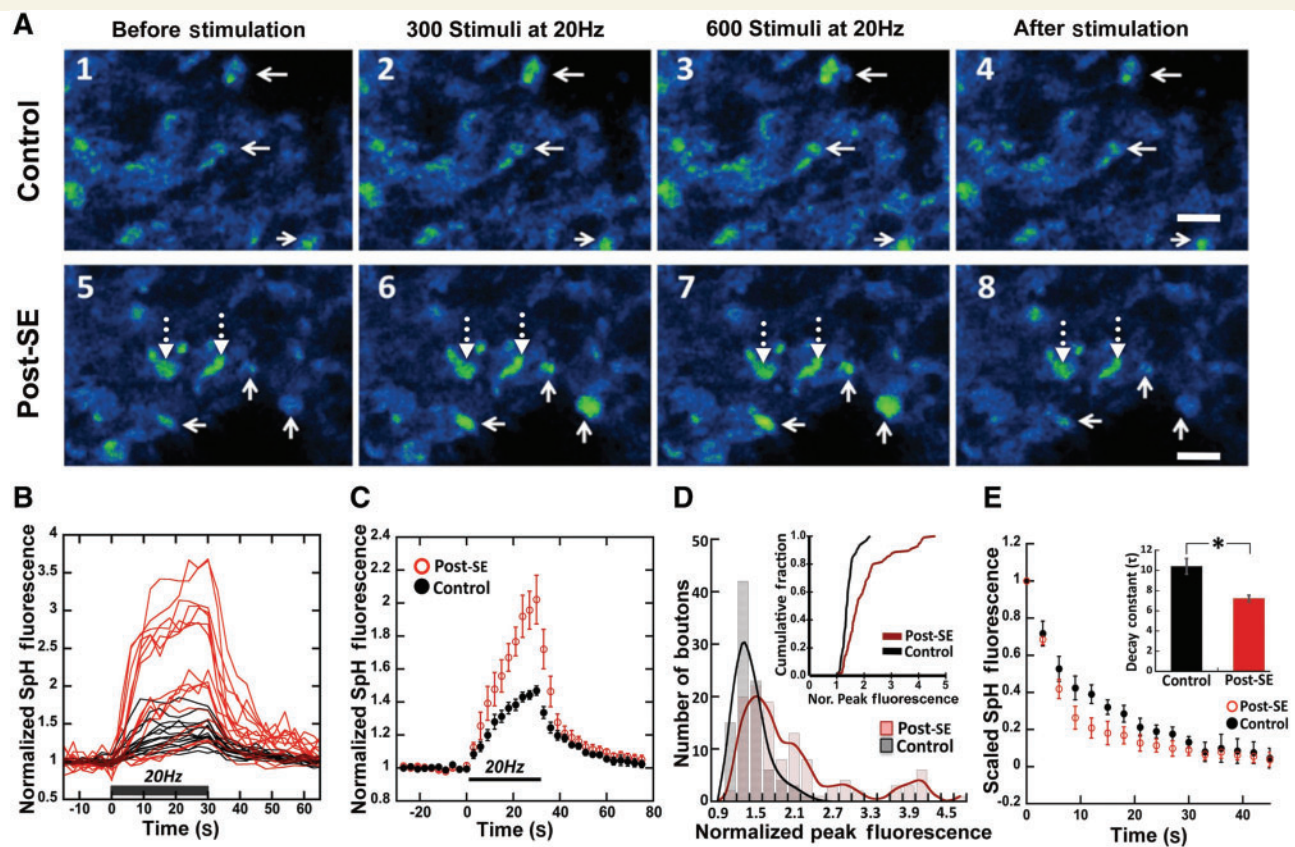 A
Before stimulation 300 Stimuli at 20Hz 600 Stimuli at 20Hz After stimulation
Control
1 2 3 4
Post-SE
5 6 7 8
B
Normalized SpH fluorescence
4
3.5
3
2.5
2
1.5
1
0.5
20Hz
0 10 20 30 40 50 60
Time (s)
C
Normalized SpH fluorescence
2.4
2.2
2
1.8
1.6
1.4
1.2
1
0.8
Post-SE
Control
20Hz
-20 0 20 40 60 80
Time (s)
D
Number of boutons
50
40
30
20
10
0
0.9 1.5 2.1 2.7 3.3 3.9 4.5
Normalized peak fluorescence
Cumulative fraction
1.0
0.8
0.6
0.4
0.2
0.0
0 1 2 3 4 5
Nor. Peak fluorescence
Post-SE
Control
Post-SE
Control
E
Scaled SpH fluorescence
1.2
1
0.8
0.6
0.4
0.2
0
-0.2
0 10 20 30 40
Time (s)
Decay constant (τ)
12
10
8
6
4
2
0
*
Control Post-SE
Post-SE
Control